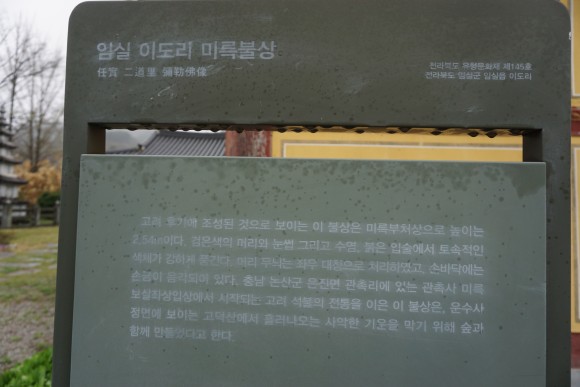 임실 이도리 미륵불상
任實 二道里 彌勒佛像
전라북도 유형문화재 제145호
전라북도 임실군 임실읍 이도리
고려 후기에 조성된 것으로 보이는 이 불상은 미륵부처상으로 높이는
2.54m이다. 검은색의 머리와 눈썹 그리고 수염, 붉은 입술에서 토속적인
색채가 강하게 풍긴다. 머리 무늬는 좌우 대칭으로 처리하였고, 손바닥에는
손금이 음각되어 있다. 충남 논산군 은진면 관촉리에 있는 관촉사 미륵
보살입상에서 시작되는 고려 석불의 전통을 이은 이 불상은, 운수사
정면에 보이는 고덕산에서 흘러나오는 사악한 기운을 막기 위해 숲과
함께 만들었다고 한다.